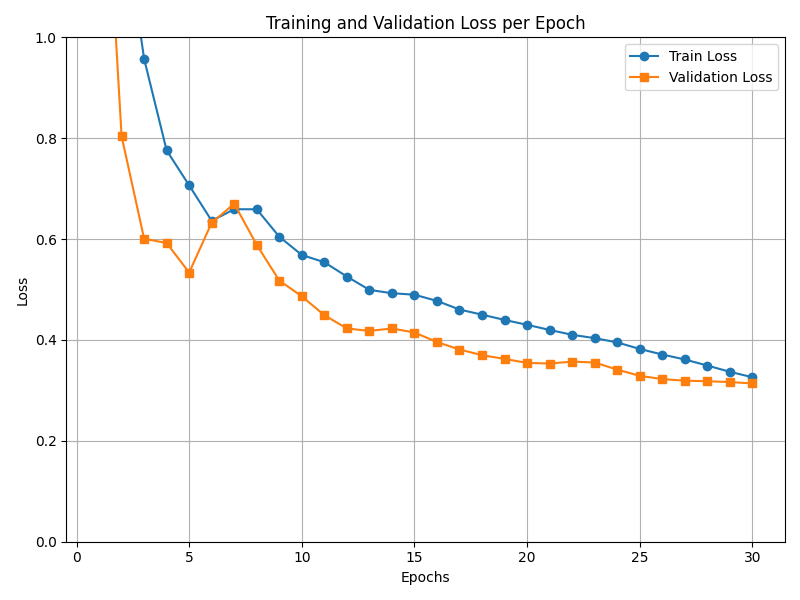 Training and Validation Loss per Epoch
Train Loss
Validation Loss
1.0
0.8
0.6
0.4
0.2
0.0
Loss
0 5 10 15 20 25 30
Epochs